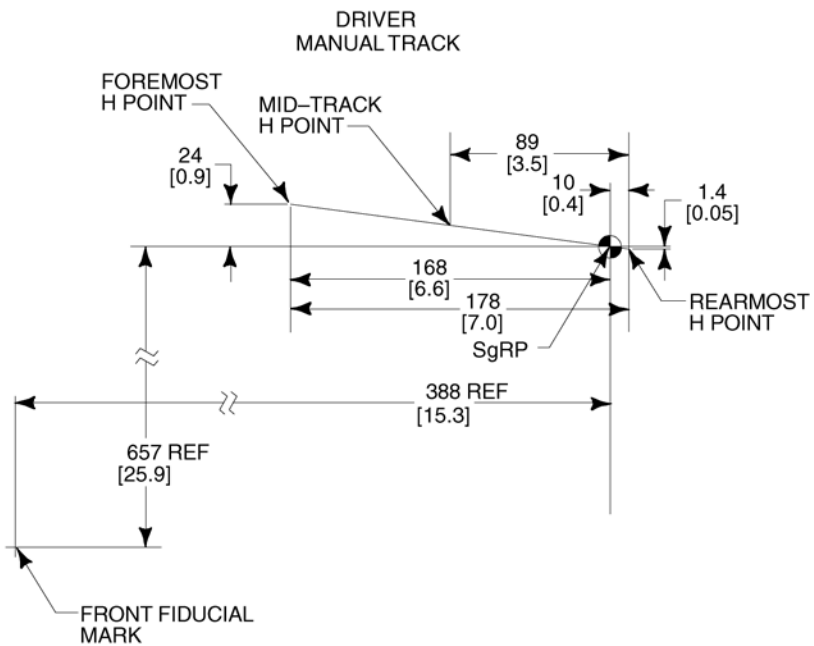 DRIVER
MANUAL TRACK
FOREMOST
H POINT
MID–TRACK
H POINT
24
[0.9]
89
[3.5]
10
[0.4]
1.4
[0.05]
168
[6.6]
178
[7.0]
REARMOST
H POINT
SgRP
388 REF
[15.3]
657 REF
[25.9]
FRONT FIDUCIAL
MARK